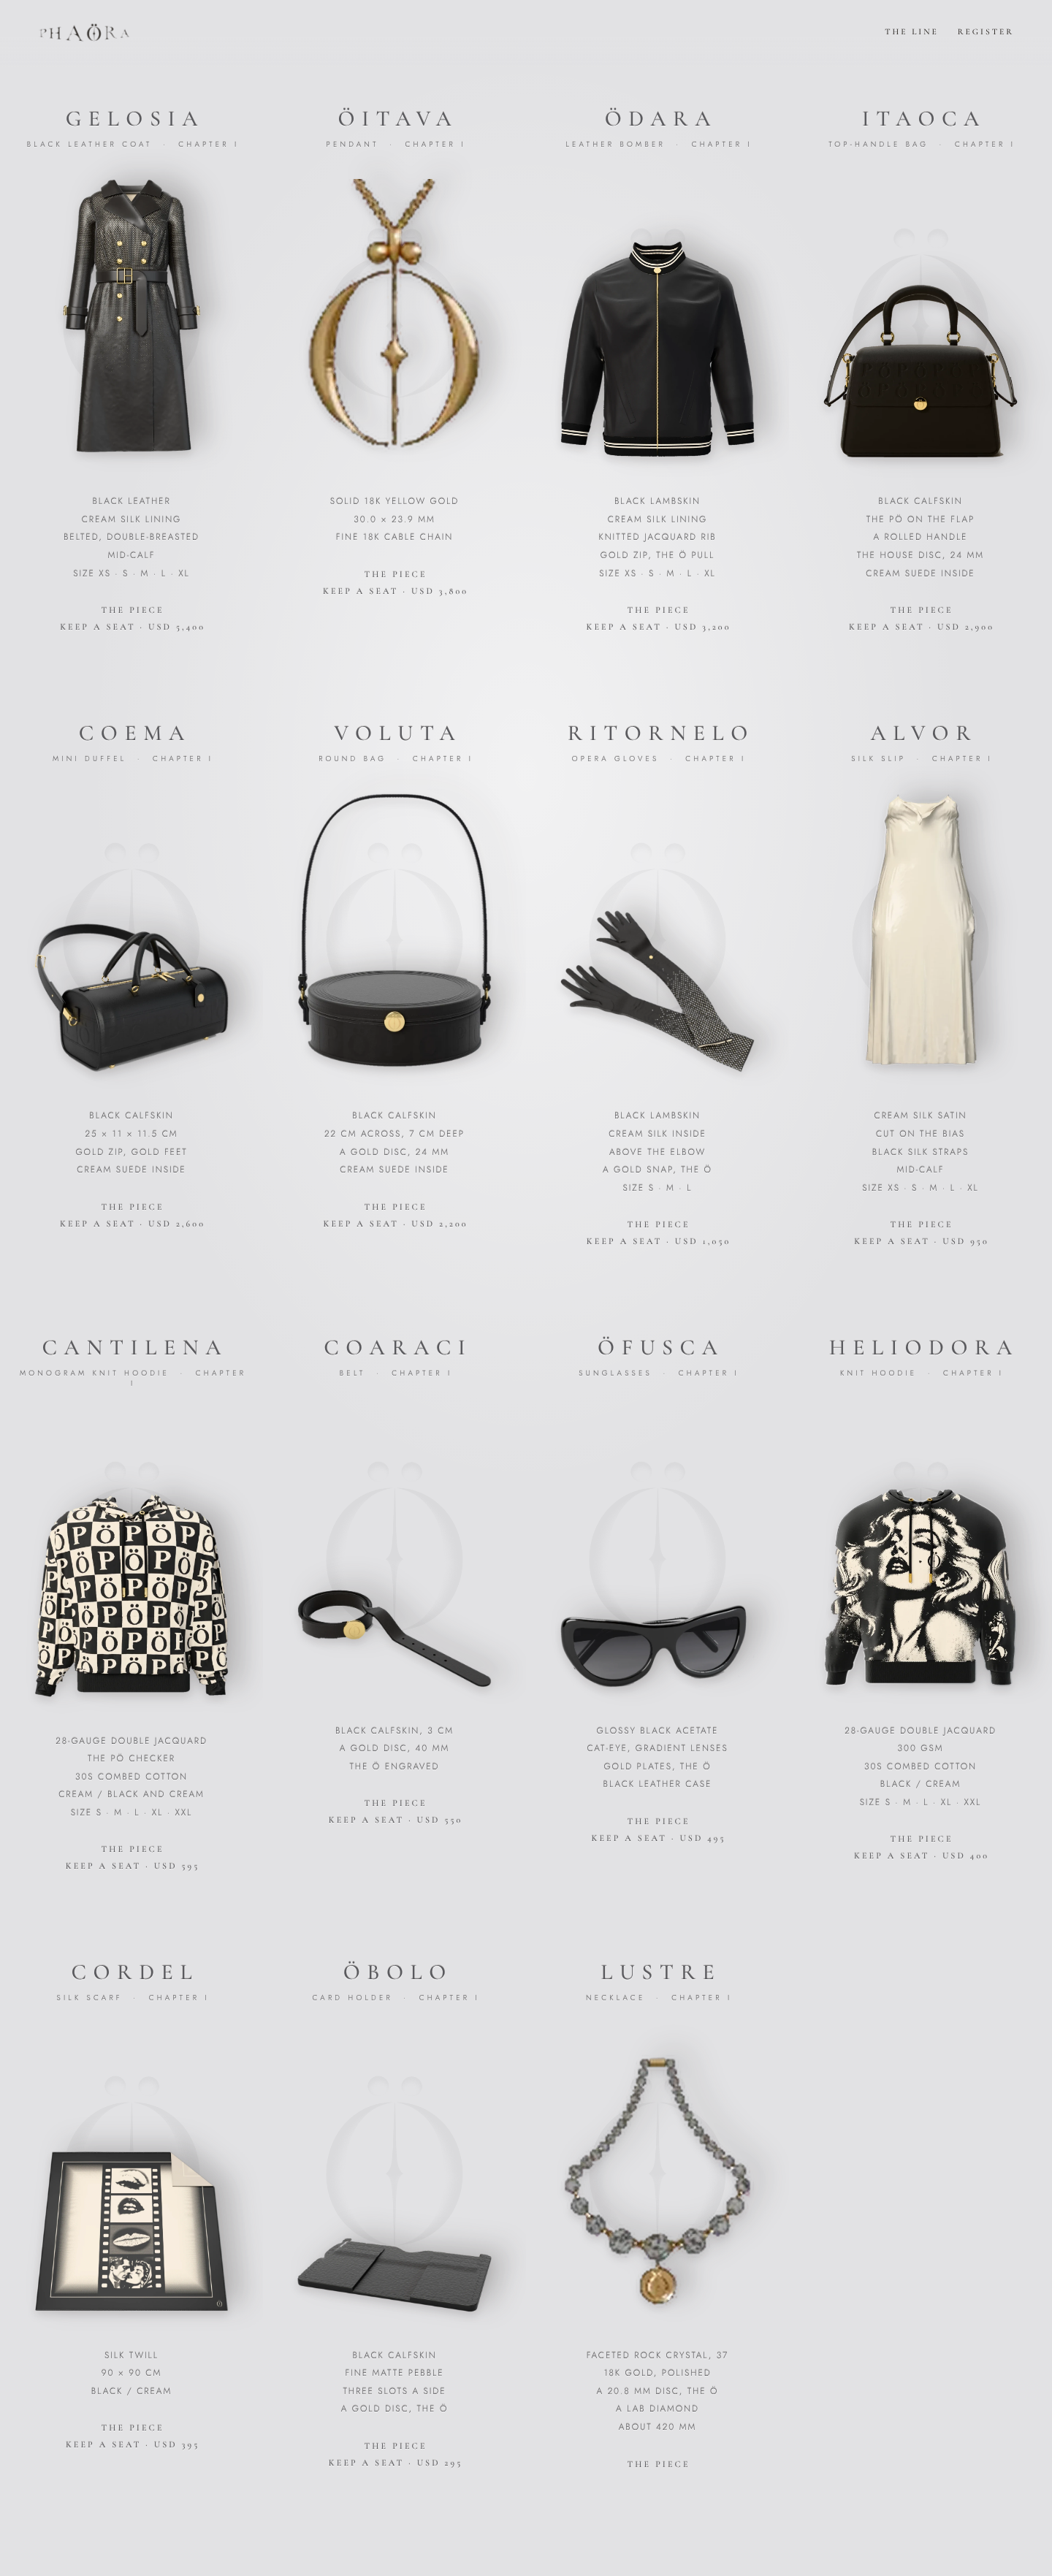 PHAÖRA
THE LINE REGISTER
GELOSIA
BLACK LEATHER COAT · CHAPTER I
BLACK LEATHER
CREAM SILK LINING
BELTED, DOUBLE-BREASTED
MID-CALF
SIZE XS · S · M · L · XL
THE PIECE
KEEP A SEAT · USD 5,400
ÖITAVA
PENDANT · CHAPTER I
SOLID 18K YELLOW GOLD
30.0 × 23.9 MM
FINE 18K CABLE CHAIN
THE PIECE
KEEP A SEAT · USD 3,800
ÖDARA
LEATHER BOMBER · CHAPTER I
BLACK LAMBSKIN
CREAM SILK LINING
KNITTED JACQUARD RIB
GOLD ZIP, THE Ö PULL
SIZE XS · S · M · L · XL
THE PIECE
KEEP A SEAT · USD 3,200
ITAOCA
TOP-HANDLE BAG · CHAPTER I
BLACK CALFSKIN
THE PÖ ON THE FLAP
A ROLLED HANDLE
THE HOUSE DISC, 24 MM
CREAM SUEDE INSIDE
THE PIECE
KEEP A SEAT · USD 2,900
COEMA
MINI DUFFEL · CHAPTER I
BLACK CALFSKIN
25 × 11 × 11.5 CM
GOLD ZIP, GOLD FEET
CREAM SUEDE INSIDE
THE PIECE
KEEP A SEAT · USD 2,600
VOLUTA
ROUND BAG · CHAPTER I
BLACK CALFSKIN
22 CM ACROSS, 7 CM DEEP
A GOLD DISC, 24 MM
CREAM SUEDE INSIDE
THE PIECE
KEEP A SEAT · USD 2,200
RITORNELO
OPERA GLOVES · CHAPTER I
BLACK LAMBSKIN
CREAM SILK INSIDE
ABOVE THE ELBOW
A GOLD SNAP, THE Ö
SIZE S · M · L
THE PIECE
KEEP A SEAT · USD 1,050
ALVOR
SILK SLIP · CHAPTER I
CREAM SILK SATIN
CUT ON THE BIAS
BLACK SILK STRAPS
MID-CALF
SIZE XS · S · M · L · XL
THE PIECE
KEEP A SEAT · USD 950
CANTILENA
MONOGRAM KNIT HOODIE · CHAPTER
I
28-GAUGE DOUBLE JACQUARD
THE PÖ CHECKER
30S COMBED COTTON
CREAM / BLACK AND CREAM
SIZE S · M · L · XL · XXL
THE PIECE
KEEP A SEAT · USD 595
COARACI
BELT · CHAPTER I
BLACK CALFSKIN, 3 CM
A GOLD DISC, 40 MM
THE Ö ENGRAVED
THE PIECE
KEEP A SEAT · USD 550
ÖFUSCA
SUNGLASSES · CHAPTER I
GLOSSY BLACK ACETATE
CAT-EYE, GRADIENT LENSES
GOLD PLATES, THE Ö
BLACK LEATHER CASE
THE PIECE
KEEP A SEAT · USD 495
HELIODORA
KNIT HOODIE · CHAPTER I
28-GAUGE DOUBLE JACQUARD
300 GSM
30S COMBED COTTON
BLACK / CREAM
SIZE S · M · L · XL · XXL
THE PIECE
KEEP A SEAT · USD 400
CORDEL
SILK SCARF · CHAPTER I
SILK TWILL
90 × 90 CM
BLACK / CREAM
THE PIECE
KEEP A SEAT · USD 395
ÖBOLO
CARD HOLDER · CHAPTER I
BLACK CALFSKIN
FINE MATTE PEBBLE
THREE SLOTS A SIDE
A GOLD DISC, THE Ö
THE PIECE
KEEP A SEAT · USD 295
LUSTRE
NECKLACE · CHAPTER I
FACETED ROCK CRYSTAL, 37
18K GOLD, POLISHED
A 20.8 MM DISC, THE Ö
A LAB DIAMOND
ABOUT 420 MM
THE PIECE